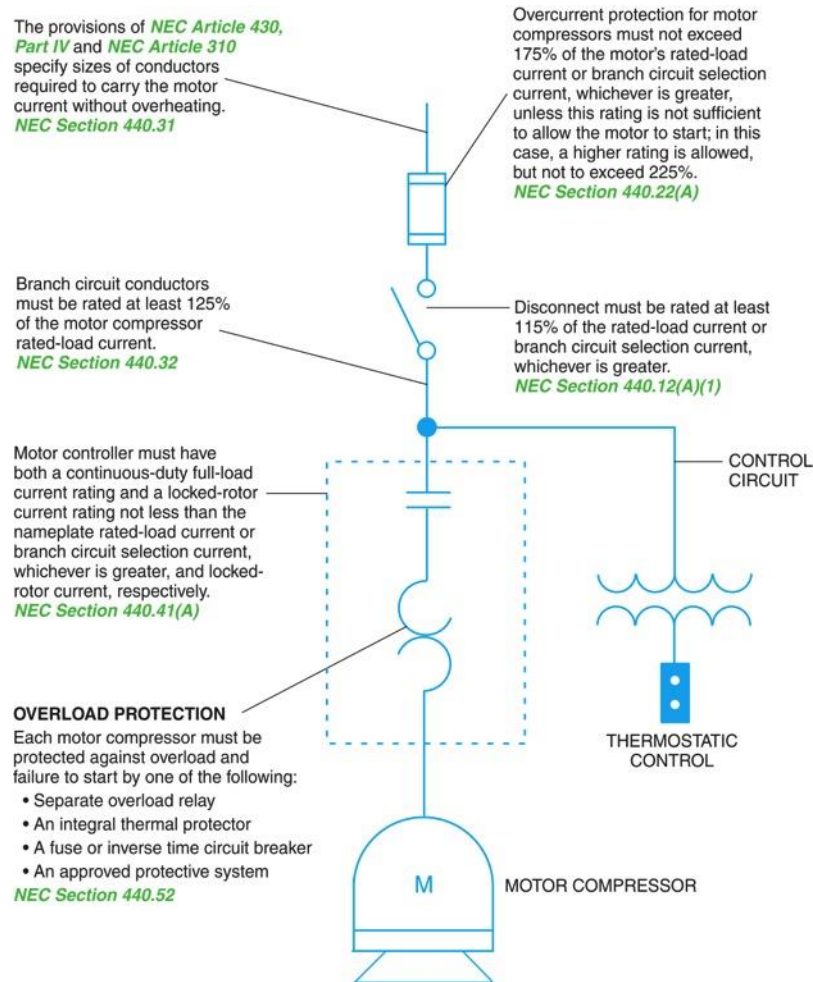 The provisions of NEC Article 430,
Part IV and NEC Article 310
specify sizes of conductors
required to carry the motor
current without overheating.
NEC Section 440.31
Overcurrent protection for motor
compressors must not exceed
175% of the motor's rated-load
current or branch circuit selection
current, whichever is greater,
unless this rating is not sufficient
to allow the motor to start; in this
case, a higher rating is allowed,
but not to exceed 225%.
NEC Section 440.22(A)
Branch circuit conductors
must be rated at least 125%
of the motor compressor
rated-load current.
NEC Section 440.32
Disconnect must be rated at least
115% of the rated-load current or
branch circuit selection current,
whichever is greater.
NEC Section 440.12(A)(1)
Motor controller must have
both a continuous-duty full-load
current rating and a locked-rotor
current rating not less than the
nameplate rated-load current or
branch circuit selection current,
whichever is greater, and locked-
rotor current, respectively.
NEC Section 440.41(A)
CONTROL
CIRCUIT
OVERLOAD PROTECTION
Each motor compressor must be
protected against overload and
failure to start by one of the following:
• Separate overload relay
• An integral thermal protector
• A fuse or inverse time circuit breaker
• An approved protective system
NEC Section 440.52
THERMOSTATIC
CONTROL
M
MOTOR COMPRESSOR